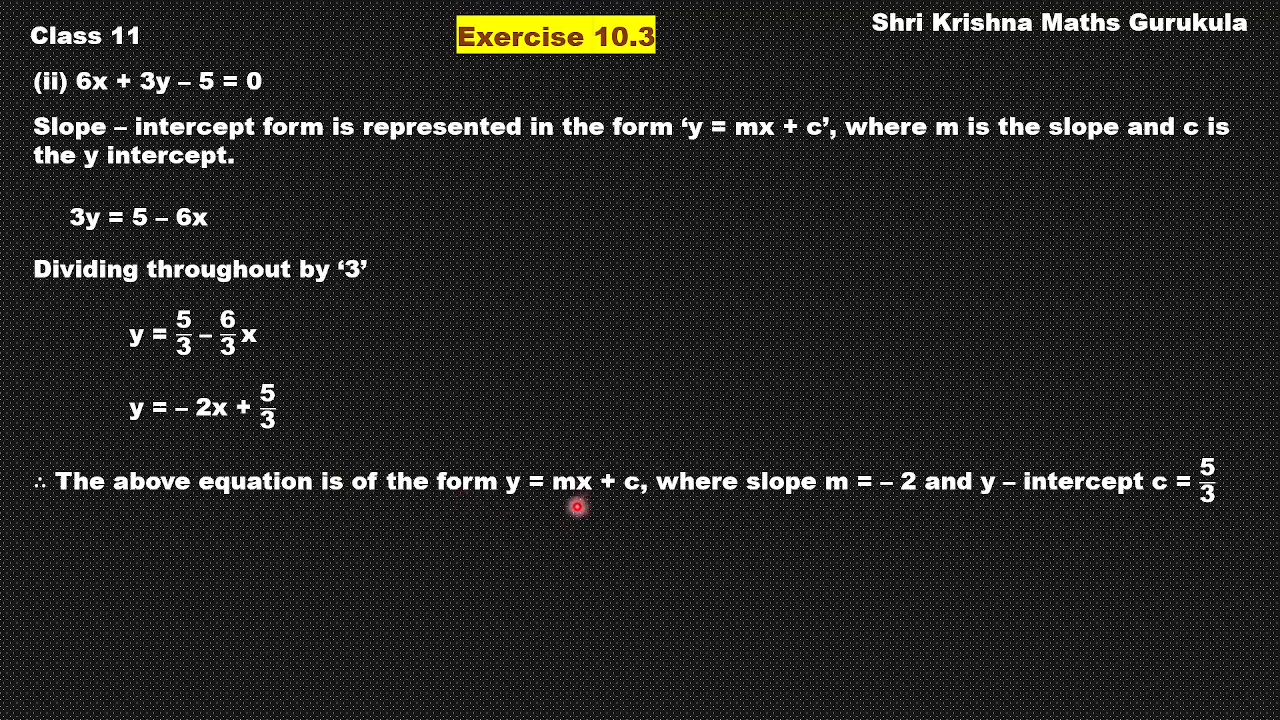 Class 11
Exercise 10.3
Shri Krishna Maths Gurukula
(ii) 6x + 3y – 5 = 0
Slope – intercept form is represented in the form ‘y = mx + c’, where m is the slope and c is
the y intercept.
3y = 5 – 6x
Dividing throughout by ‘3’
y = 5/3 – 6/3 x
y = – 2x + 5/3
∴ The above equation is of the form y = mx + c, where slope m = – 2 and y – intercept c = 5/3